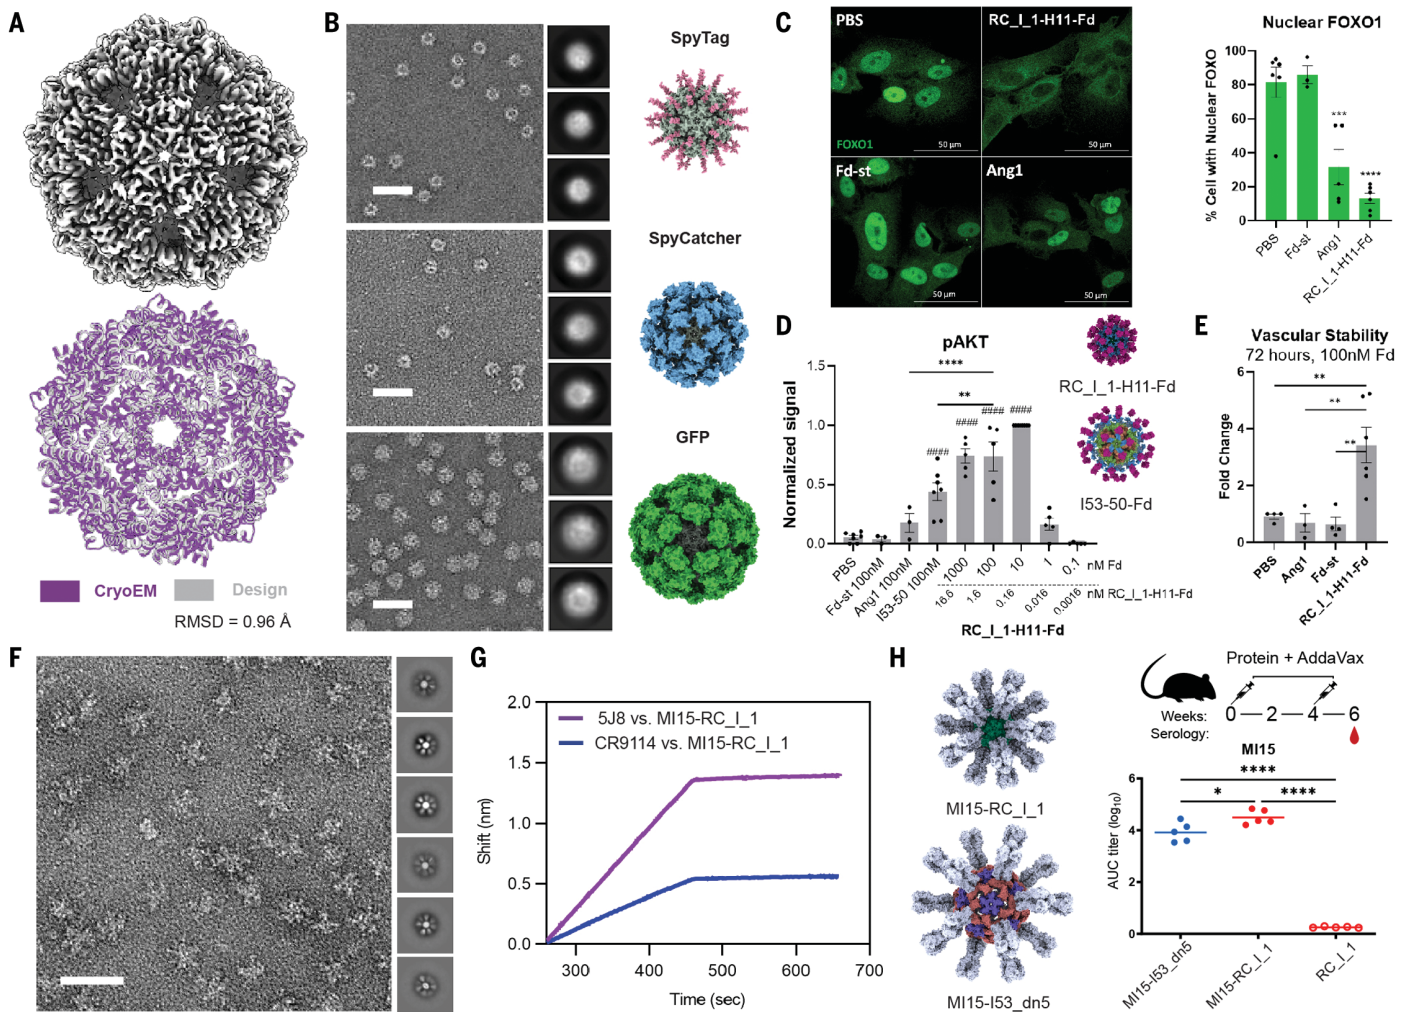 A
CryoEM
Design
RMSD = 0.96 Å
B
SpyTag
SpyCatcher
GFP
C
PBS
RC_I_1-H11-Fd
FOXO1
50 µm
50 µm
Fd-st
Ang1
50 µm
50 µm
Nuclear FOXO1
% Cell with Nuclear FOXO
100
80
60
40
20
0
***
****
PBS
Fd-st
Ang1
RC_I_1-H11-Fd
D
pAKT
Normalized signal
1.5
1.0
0.5
0.0
****
**
####
####
####
####
PBS
Fd-st 100nM
Ang1 100nM
I53-50 100nM
1000
100
10
1
0.1
nM Fd
16.6
1.6
0.16
0.016
0.0016
nM RC_I_1-H11-Fd
RC_I_1-H11-Fd
RC_I_1-H11-Fd
I53-50-Fd
E
Vascular Stability
72 hours, 100nM Fd
Fold Change
6
4
2
0
**
**
**
PBS
Ang1
Fd-st
RC_I_1-H11-Fd
F
G
Shift (nm)
2.0
1.5
1.0
0.5
0.0
5J8 vs. MI15-RC_I_1
CR9114 vs. MI15-RC_I_1
300
400
500
600
700
Time (sec)
H
MI15-RC_I_1
MI15-I53_dn5
Protein + AddaVax
Weeks: 0 2 4 6
Serology:
MI15
AUC titer (log10)
6
4
2
0
****
*
****
MI15-I53_dn5
MI15-RC_I_1
RC_I_1